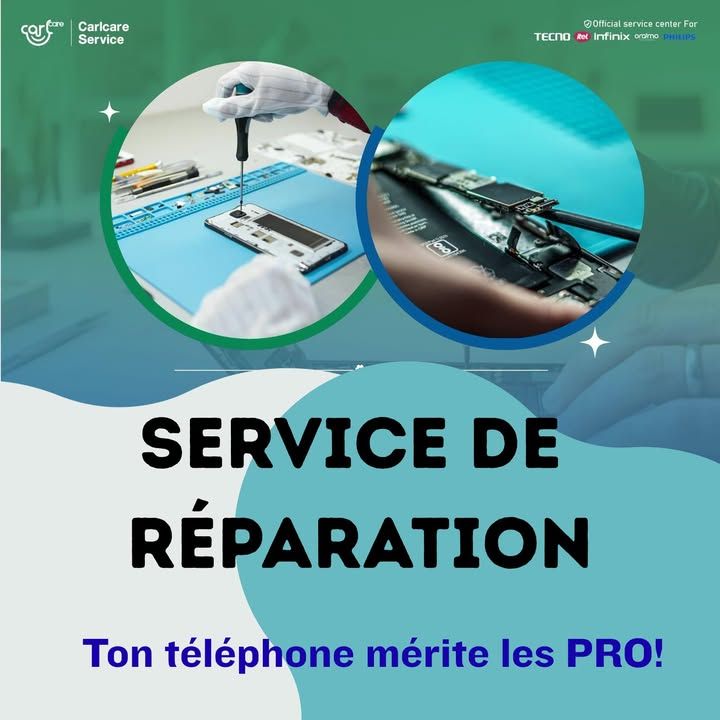 carlcare
Carlcare
Service
Official service center For
TECNO itel Infinix oraimo PHILIPS
SERVICE DE
RÉPARATION
Ton téléphone mérite les PRO!